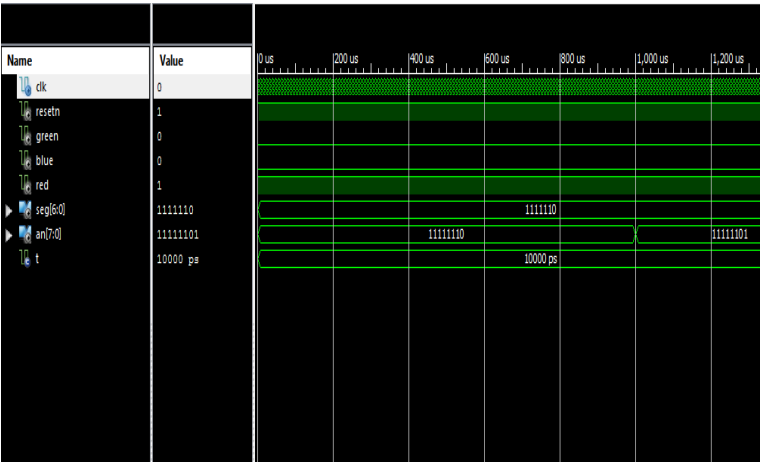 Name Value 0 us 200 us 400 us 600 us 800 us 1,000 us 1,200 us
clk 0
resetn 1
green 0
blue 0
red 1
seg[6:0] 1111110 1111110
an[7:0] 11111101 11111110 11111101
t 10000 ps 10000 ps